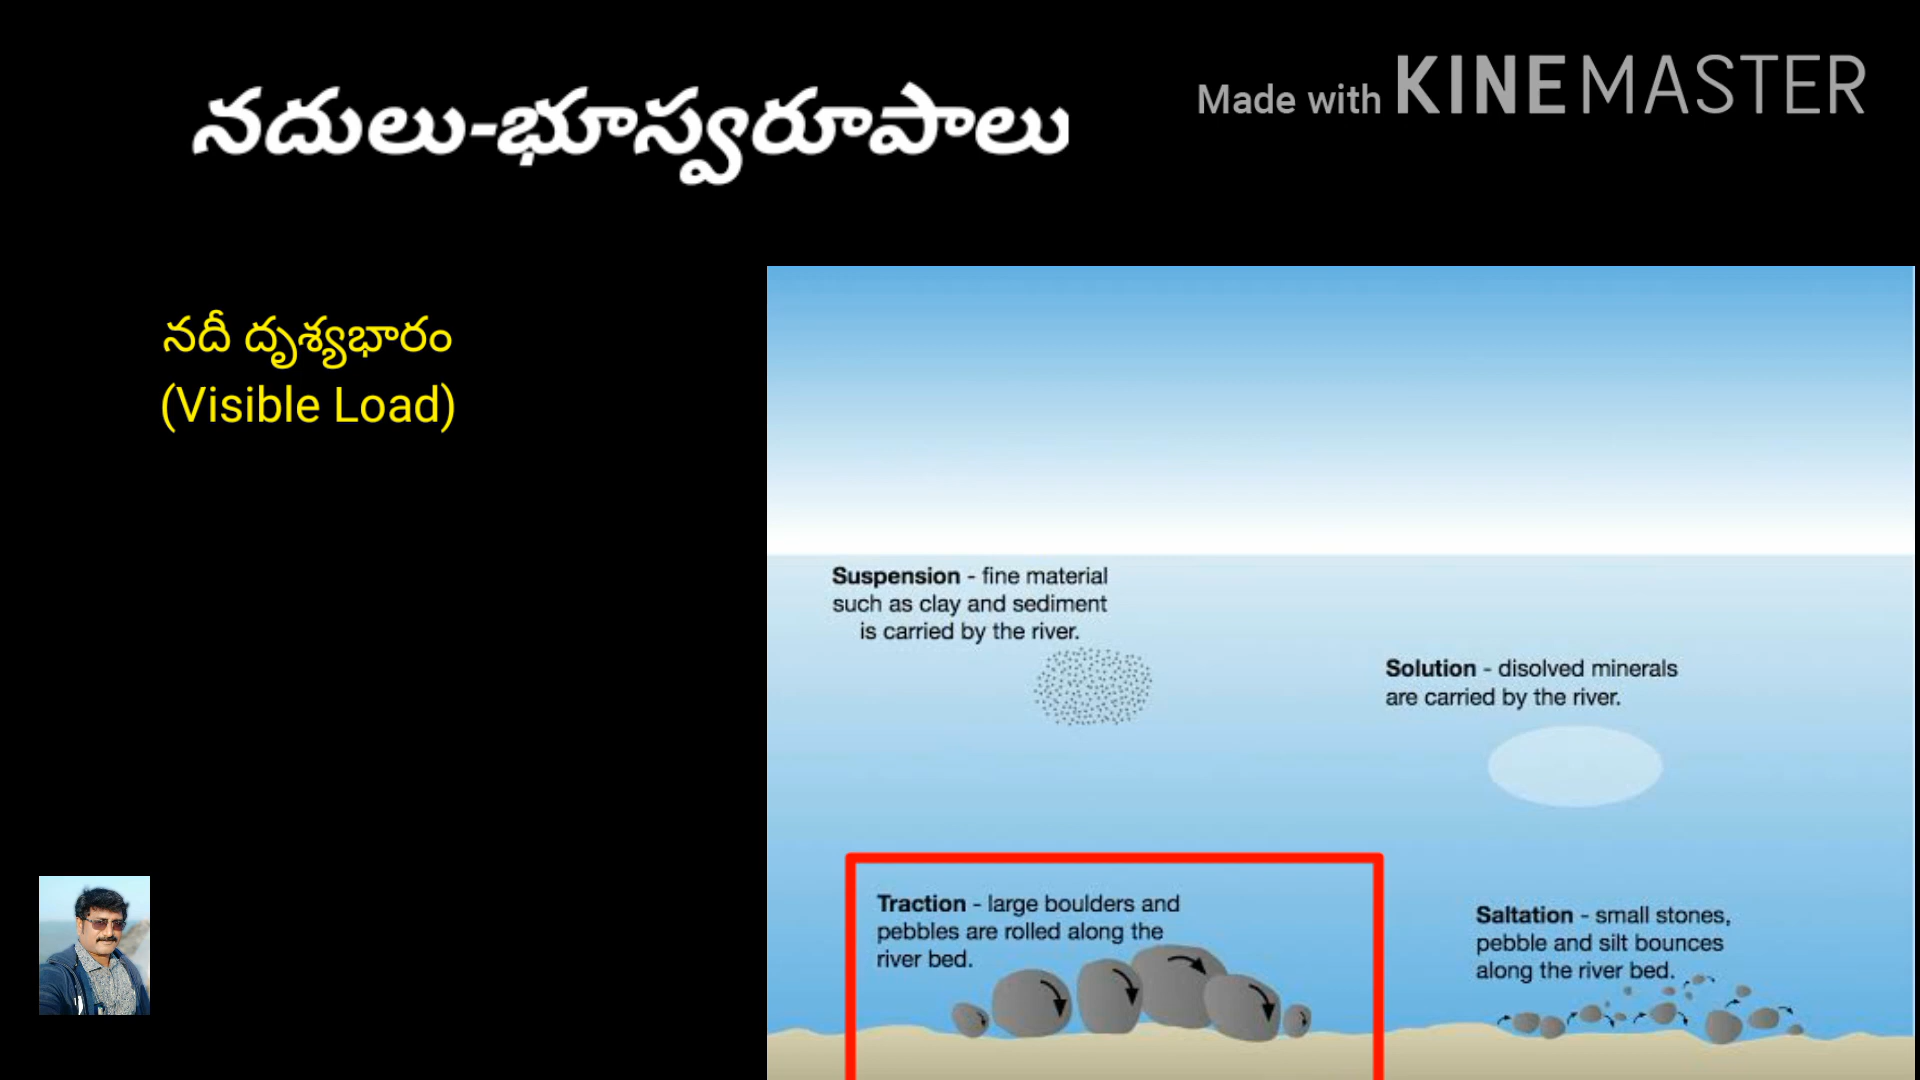 నదులు-భూస్వరూపాలు
Made with KINEMASTER
నదీ దృశ్యభారం
(Visible Load)
Suspension - fine material
such as clay and sediment
is carried by the river.
Solution - disolved minerals
are carried by the river.
Traction - large boulders and
pebbles are rolled along the
river bed.
Saltation - small stones,
pebble and silt bounces
along the river bed.